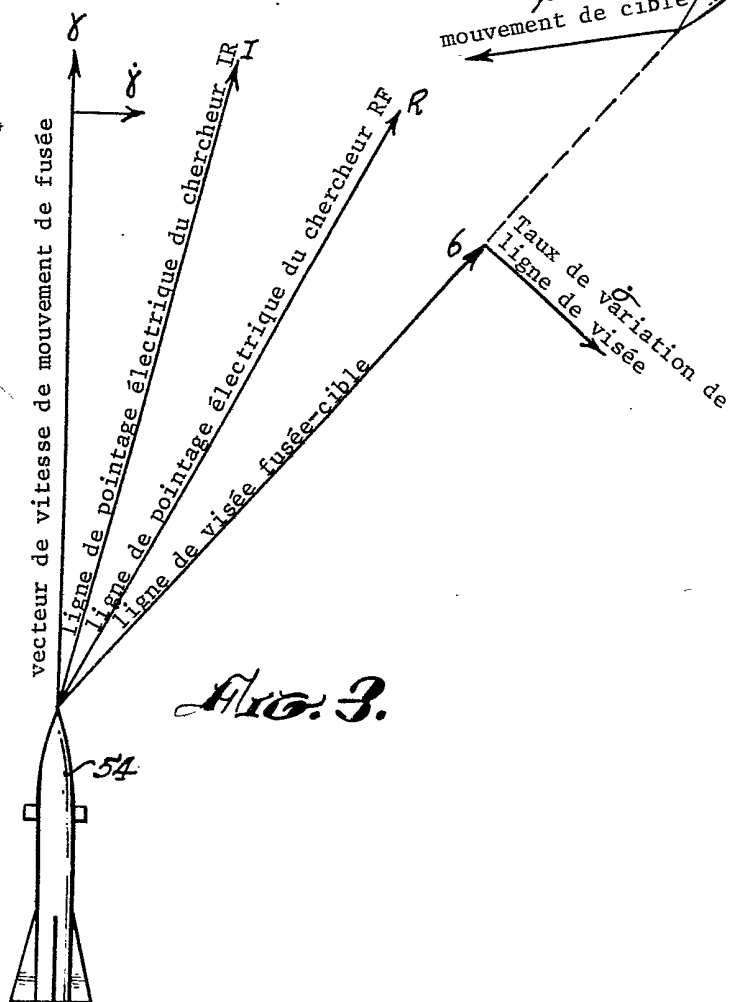 mouvement de cible
γ
γ̇
vecteur de vitesse de mouvement de fusée
ligne de pointage électrique du chercheur IR
I
ligne de pointage électrique du chercheur RF
R
ligne de visée fusée-cible
σ
σ̇
Taux de variation de
ligne de visée
FIG. 3.
54